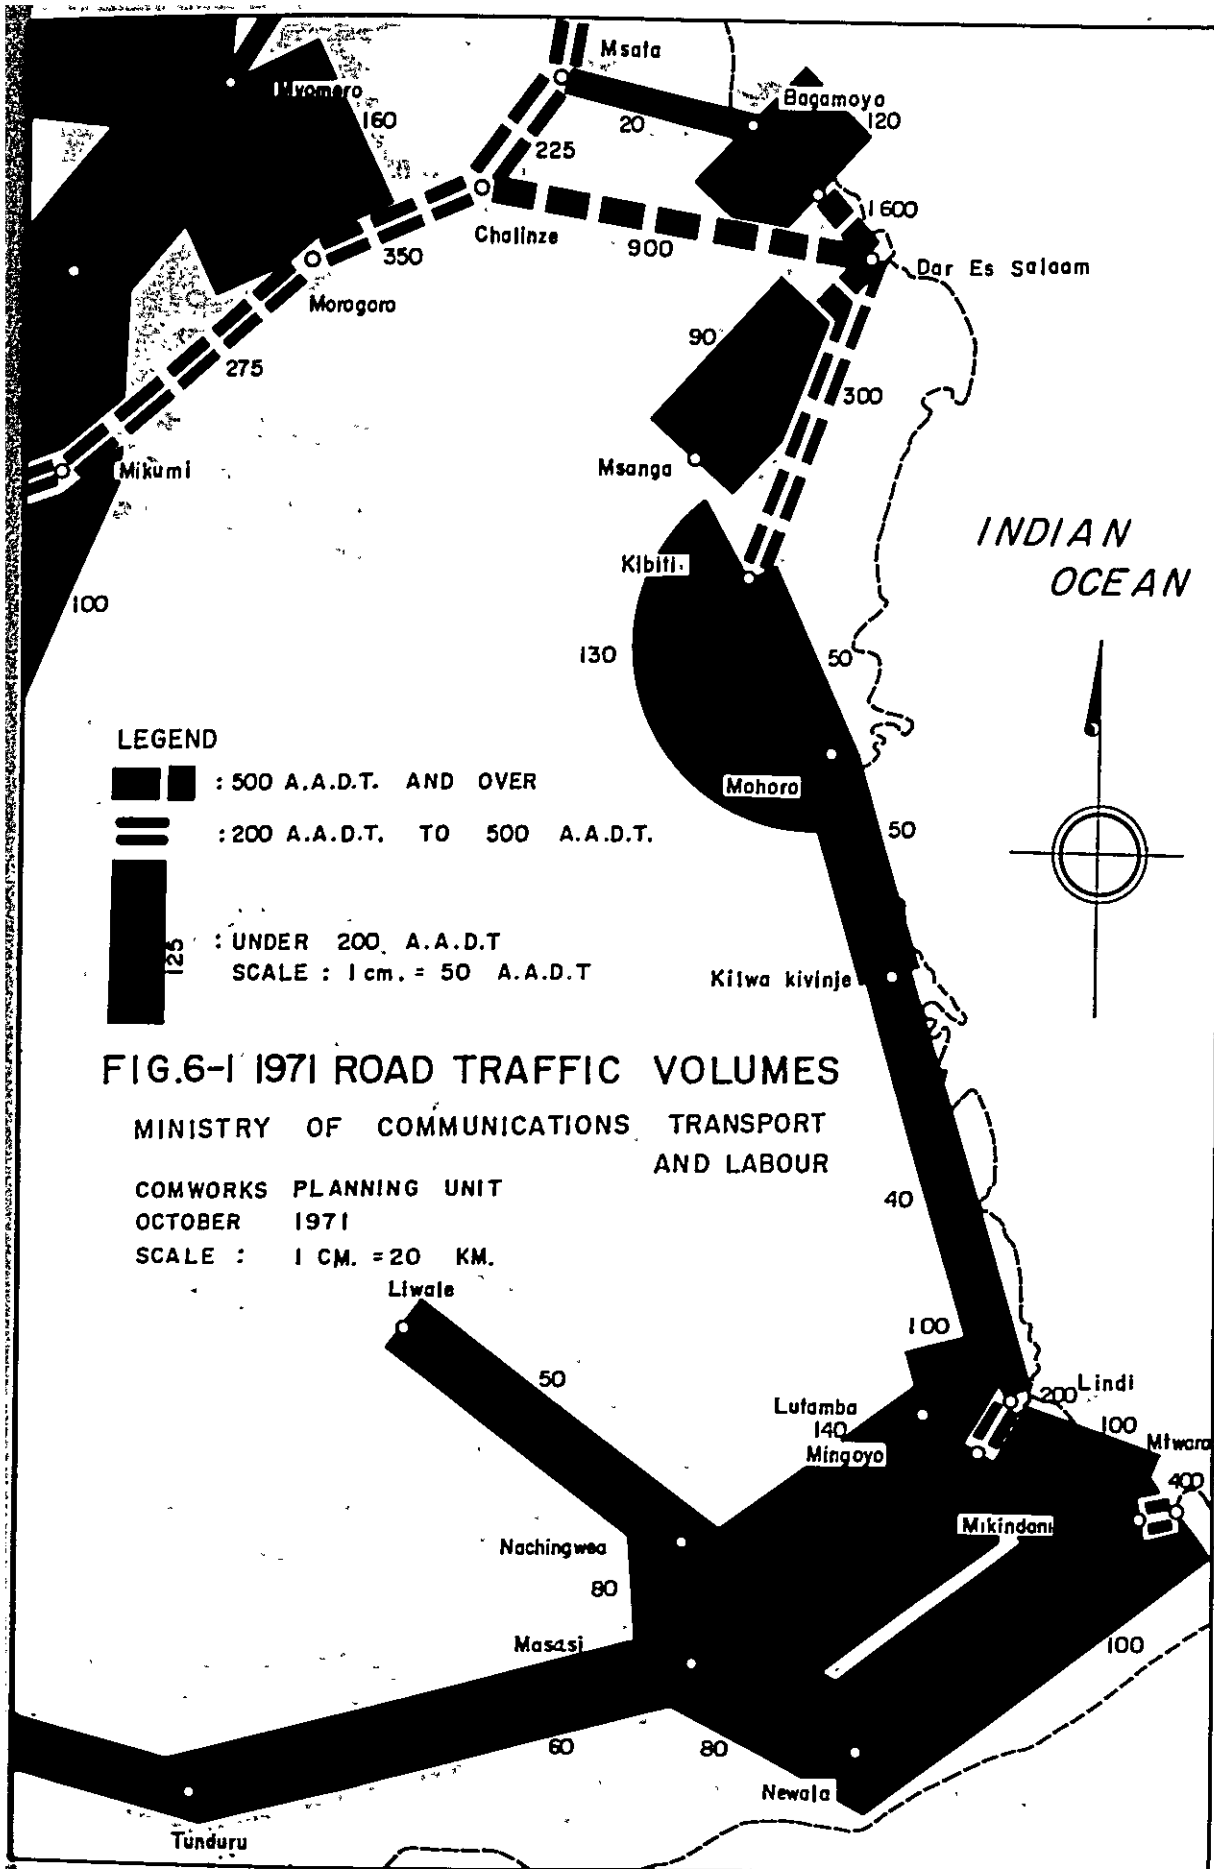 Msata
Mvomero
Bagamoyo
160
20
120
225
1600
Chalinze
900
350
Dar Es Salaam
Morogoro
90
275
300
Mikumi
Msanga
INDIAN
OCEAN
Kibiti
100
130
50
LEGEND
: 500 A.A.D.T. AND OVER
Mohoro
: 200 A.A.D.T. TO 500 A.A.D.T.
50
125
: UNDER 200 A.A.D.T
SCALE : 1 cm. = 50 A.A.D.T
Kilwa kivinje
FIG.6-1 1971 ROAD TRAFFIC VOLUMES
MINISTRY OF COMMUNICATIONS TRANSPORT
AND LABOUR
COMWORKS PLANNING UNIT
40
OCTOBER 1971
SCALE : 1 CM. = 20 KM.
Liwale
100
50
200 Lindi
Lutamba
140
100
Mingoyo
Mtwara
400
Mikindani
Nachingwea
80
Masasi
100
60
80
Newala
Tunduru